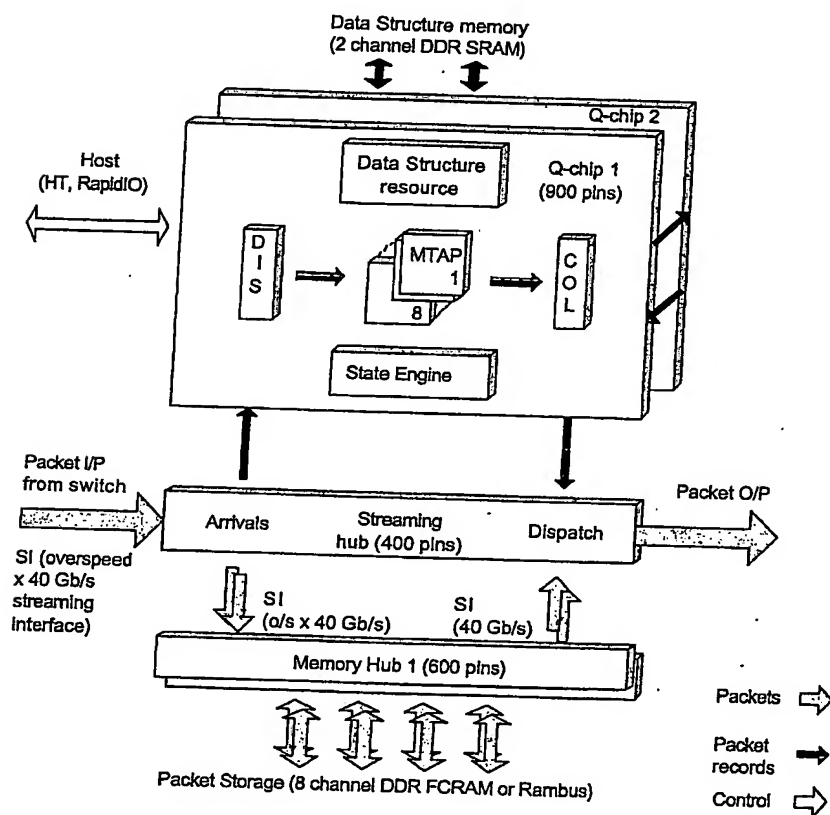 Data Structure memory
(2 channel DDR SRAM)
Q-chip 2
Host
(HT, RapidIO)
Data Structure
resource
Q-chip 1
(900 pins)
DIS
MTAP
1
8
COL
State Engine
Packet I/P
from switch
Packet O/P
Arrivals
Streaming
hub (400 pins)
Dispatch
SI (overspeed
x 40 Gb/s
streaming
interface)
SI
(o/s x 40 Gb/s)
SI
(40 Gb/s)
Memory Hub 1 (600 pins)
Packets
Packet
records
Control
Packet Storage (8 channel DDR FCRAM or Rambus)